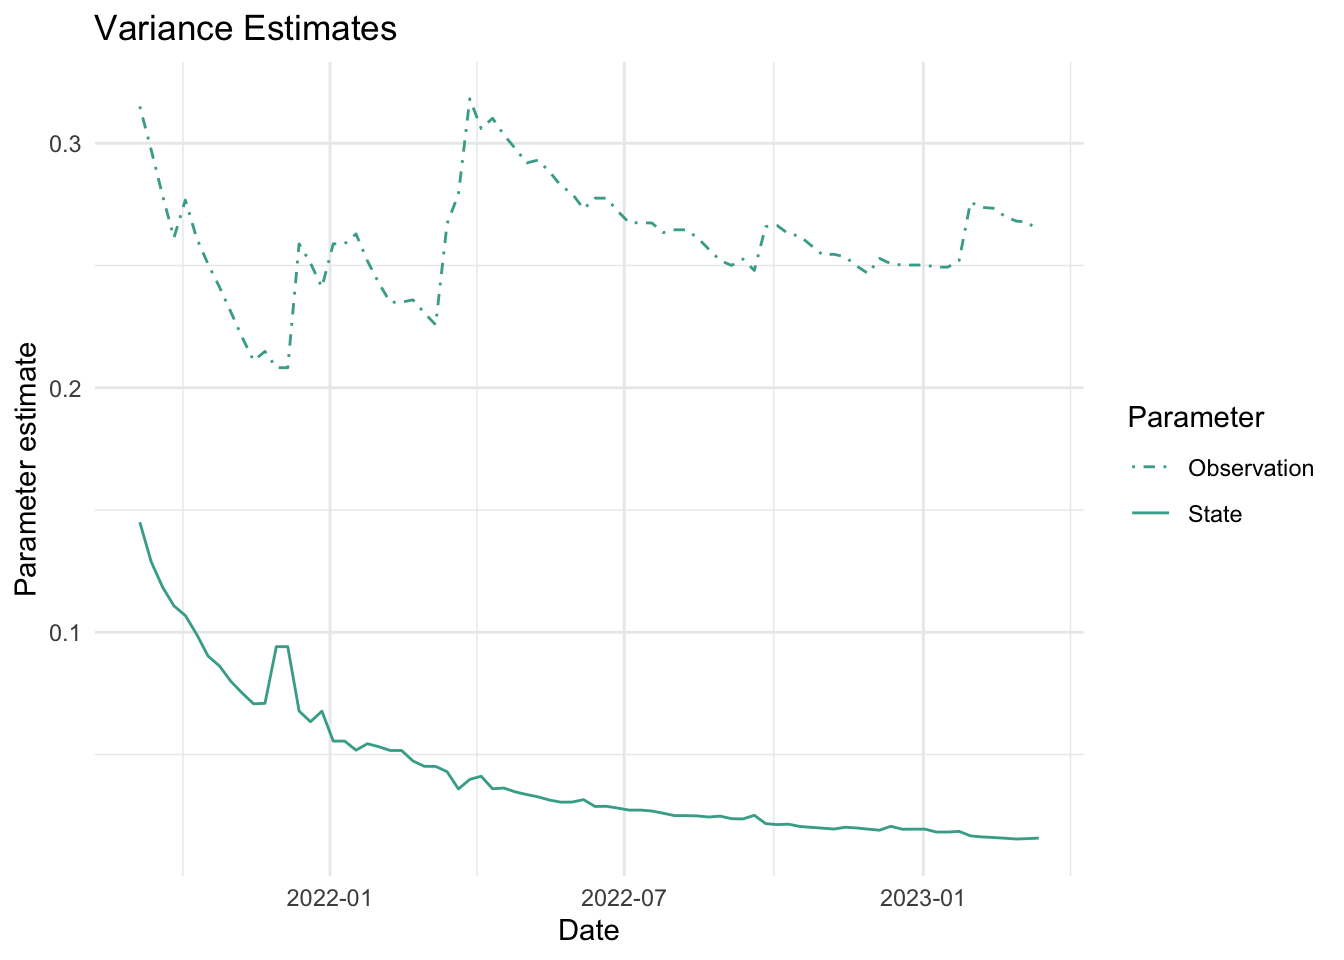 Variance Estimates
Parameter estimate
0.3
0.2
0.1
2022-01
2022-07
2023-01
Date
Parameter
Observation
State